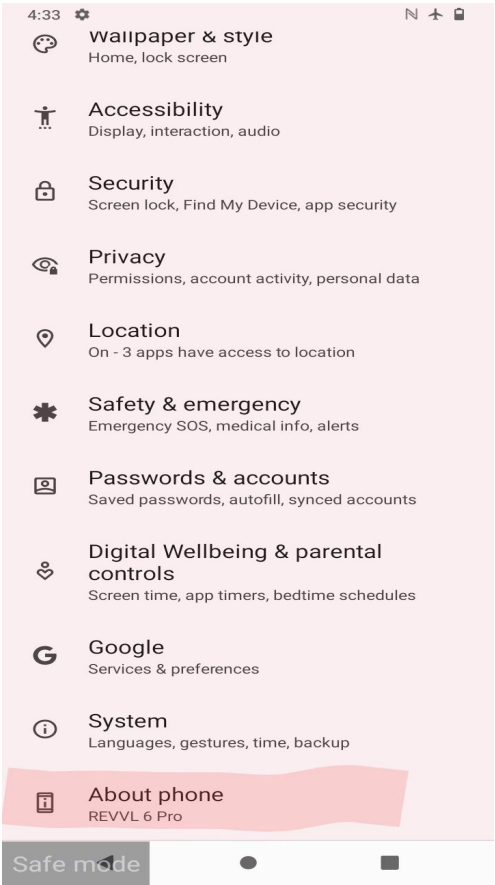 4:33
Wallpaper & style
Home, lock screen
Accessibility
Display, interaction, audio
Security
Screen lock, Find My Device, app security
Privacy
Permissions, account activity, personal data
Location
On - 3 apps have access to location
Safety & emergency
Emergency SOS, medical info, alerts
Passwords & accounts
Saved passwords, autofill, synced accounts
Digital Wellbeing & parental
controls
Screen time, app timers, bedtime schedules
Google
Services & preferences
System
Languages, gestures, time, backup
About phone
REVVL 6 Pro
Safe mode